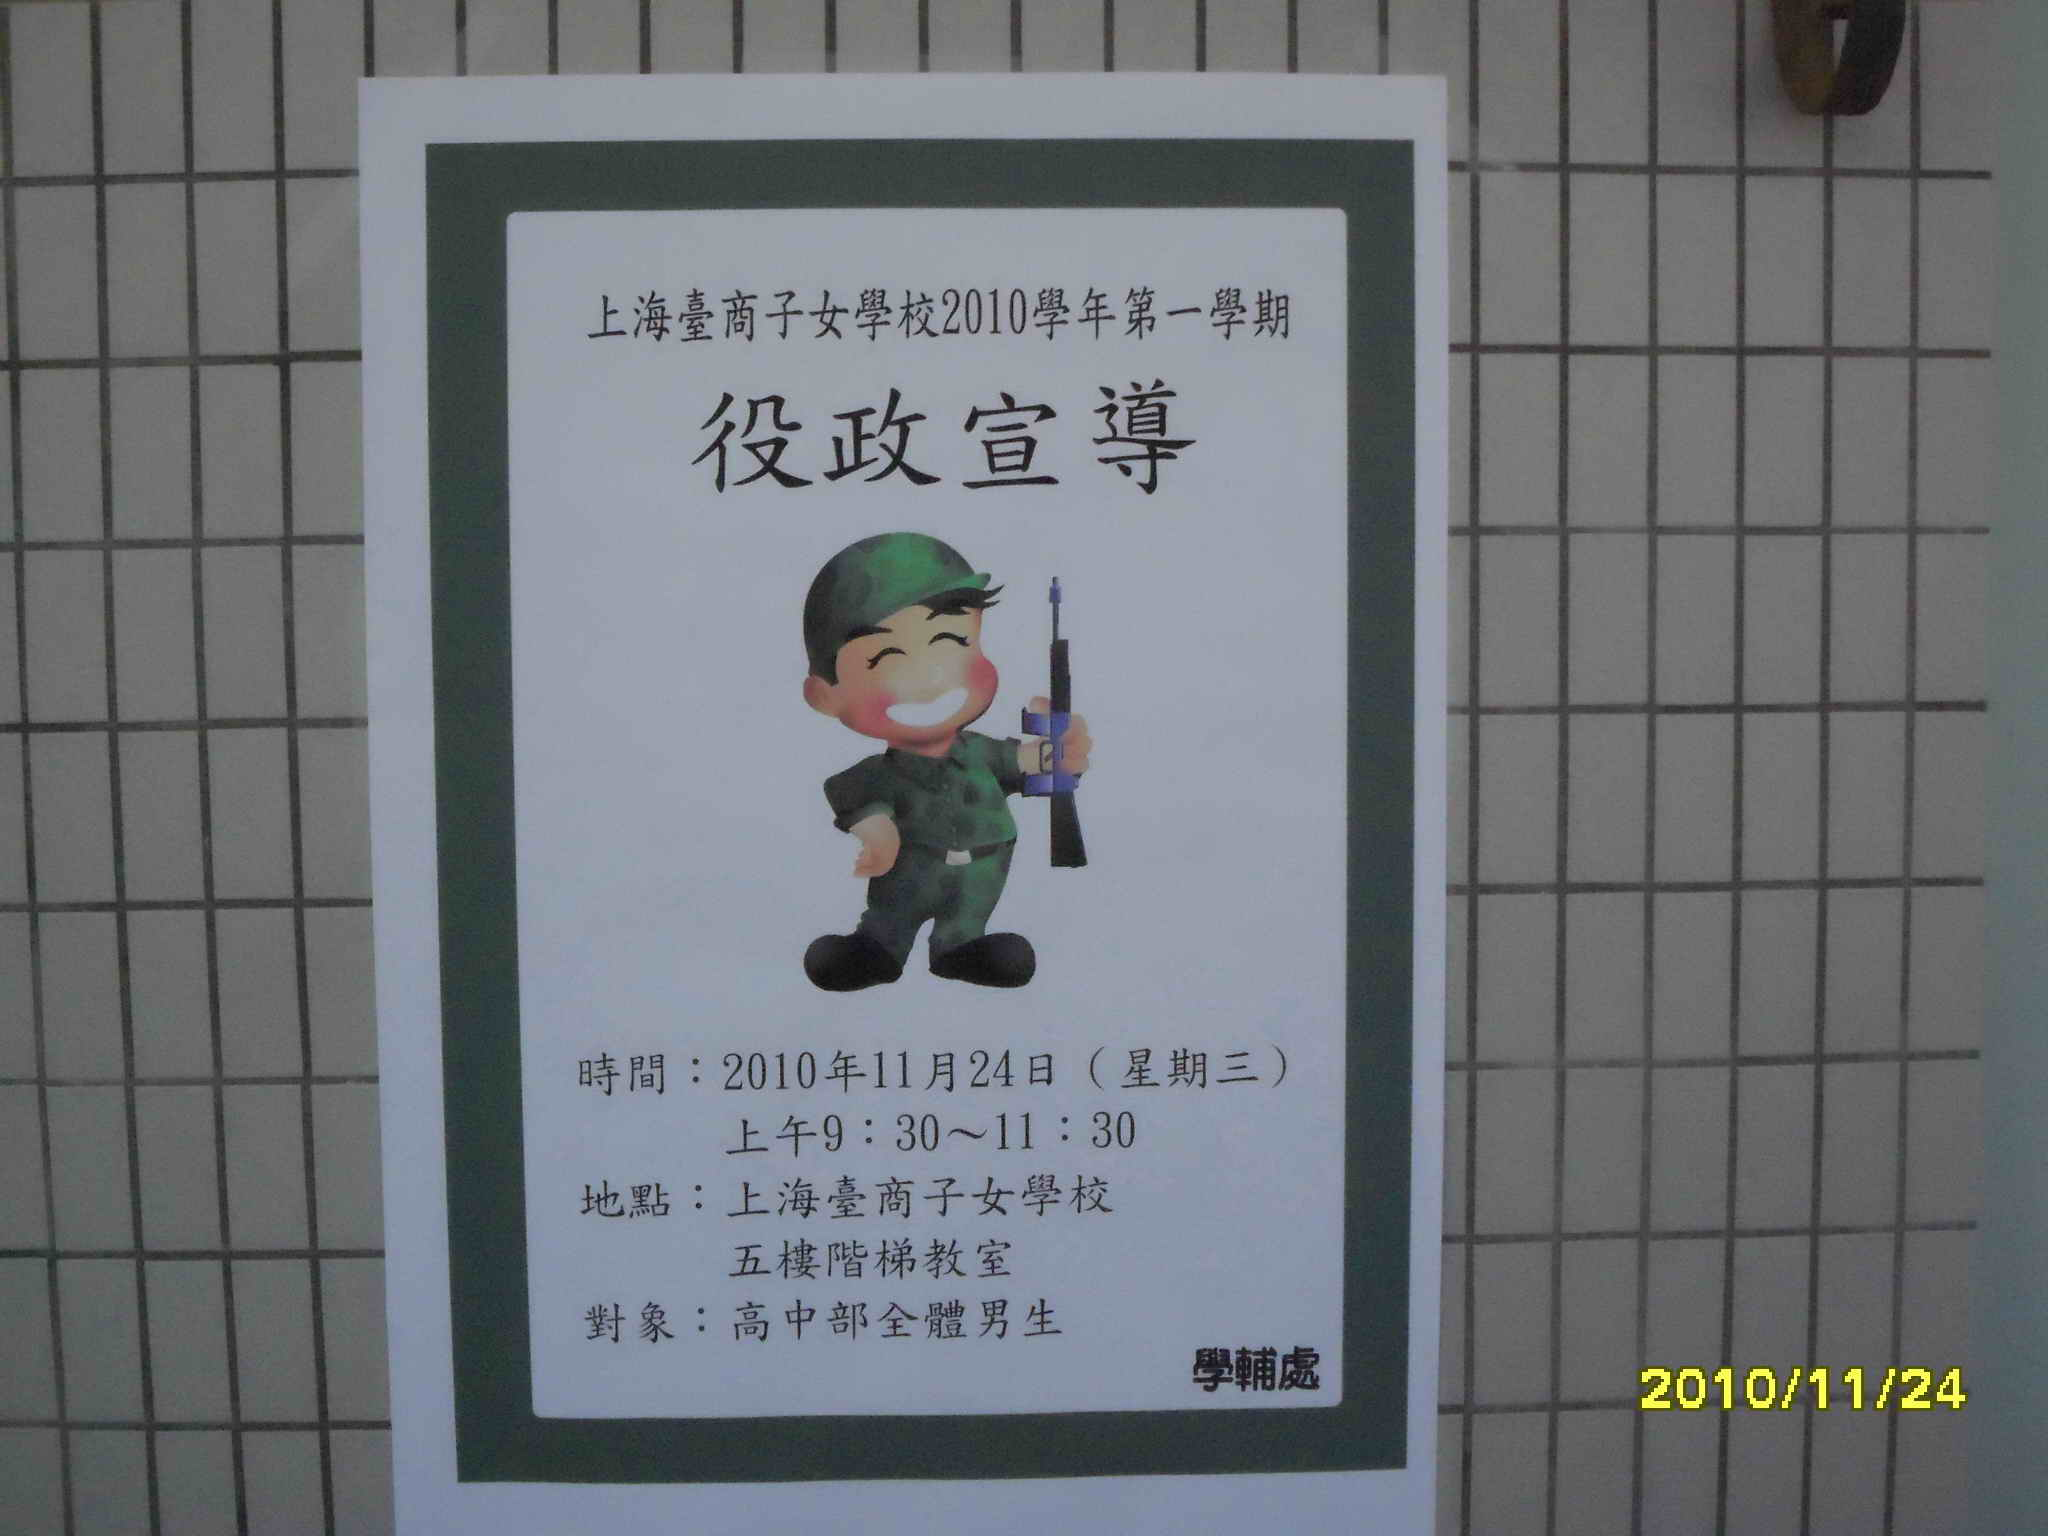 上海臺商子女學校2010學年第一學期
役政宣導
時間：2010年11月24日（星期三）
上午9：30～11：30
地點：上海臺商子女學校
五樓階梯教室
對象：高中部全體男生
學輔處
2010/11/24